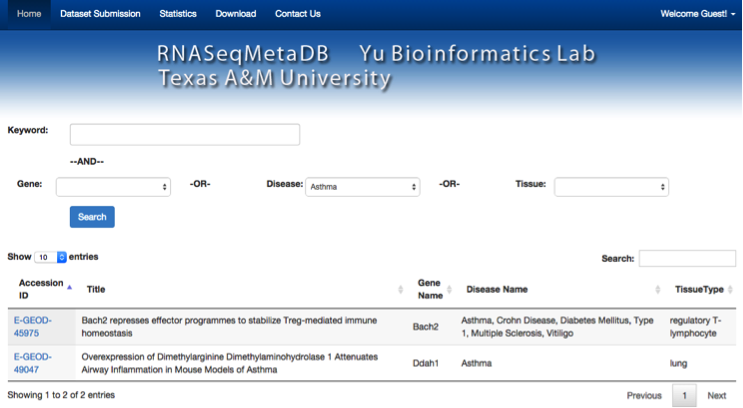 Home Dataset Submission Statistics Download Contact Us Welcome Guest!
RNASeqMetaDB Yu Bioinformatics Lab
Texas A&M University
Keyword:
--AND--
Gene: -OR- Disease: Asthma -OR- Tissue:
Search
Show 10 entries Search:
Accession ID Title Gene Name Disease Name TissueType
E-GEOD-45975 Bach2 represses effector programmes to stabilize Treg-mediated immune homeostasis Bach2 Asthma, Crohn Disease, Diabetes Mellitus, Type 1, Multiple Sclerosis, Vitiligo regulatory T-lymphocyte
E-GEOD-49047 Overexpression of Dimethylarginine Dimethylaminohydrolase 1 Attenuates Airway Inflammation in Mouse Models of Asthma Ddah1 Asthma lung
Showing 1 to 2 of 2 entries Previous 1 Next